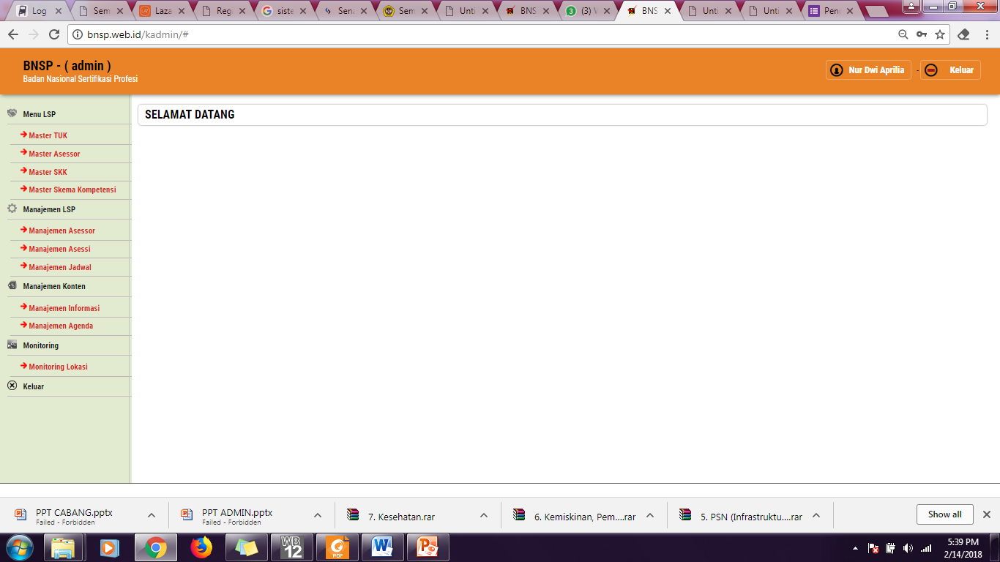 Log
Sem
Laza
Reg
siste
Sen
Sem
Unti
BNS
(3) W
BNS
Unti
Unti
Pen
bnsp.web.id/kadmin/#
BNSP - ( admin )
Badan Nasional Sertifikasi Profesi
Nur Dwi Aprilia - Keluar
Menu LSP
Master TUK
Master Asessor
Master SKK
Master Skema Kompetensi
Manajemen LSP
Manajemen Asessor
Manajemen Asessi
Manajemen Jadwal
Manajemen Konten
Manajemen Informasi
Manajemen Agenda
Monitoring
Monitoring Lokasi
Keluar
SELAMAT DATANG
PPT CABANG.pptx
Failed - Forbidden
PPT ADMIN.pptx
Failed - Forbidden
7. Kesehatan.rar
6. Kemiskinan, Pem....rar
5. PSN (Infrastruktu....rar
Show all
WB
12
PDF
5:39 PM
2/14/2018